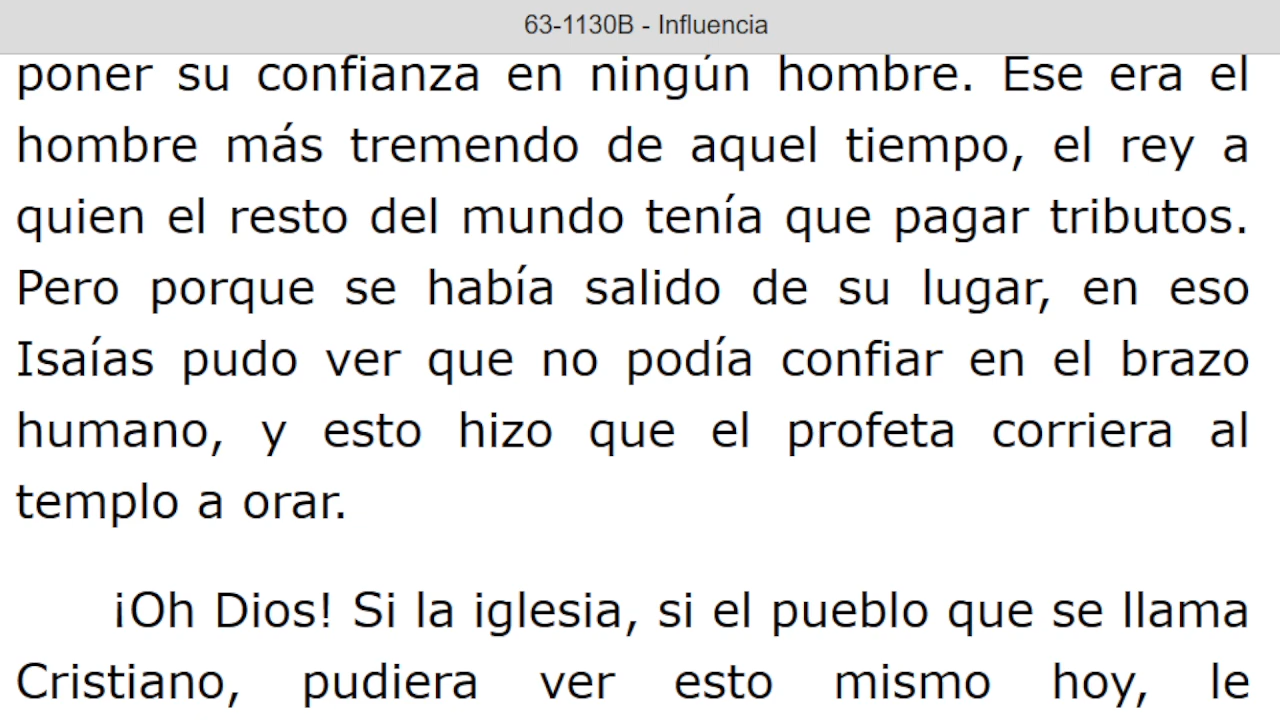 63-1130B - Influencia
poner su confianza en ningún hombre. Ese era el
hombre más tremendo de aquel tiempo, el rey a
quien el resto del mundo tenía que pagar tributos.
Pero porque se había salido de su lugar, en eso
Isaías pudo ver que no podía confiar en el brazo
humano, y esto hizo que el profeta corriera al
templo a orar.
¡Oh Dios! Si la iglesia, si el pueblo que se llama
Cristiano, pudiera ver esto mismo hoy, le